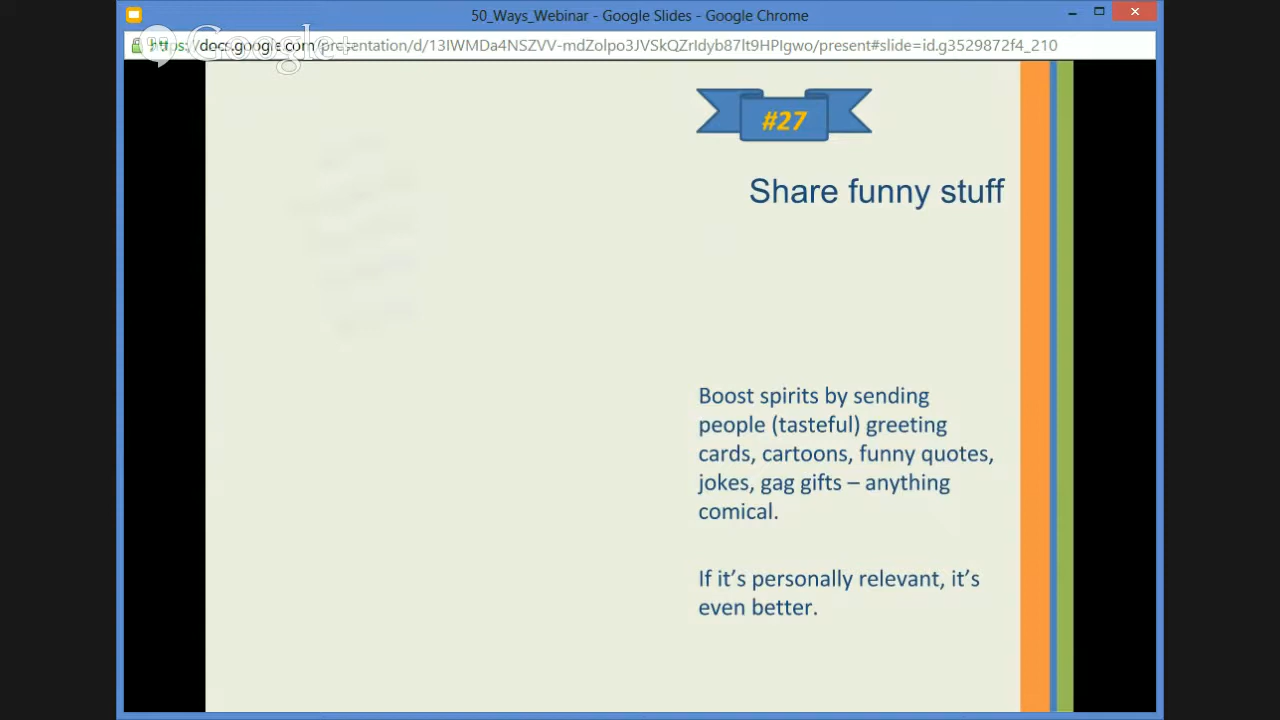 50_Ways_Webinar - Google Slides - Google Chrome
https://docs.google.com/presentation/d/13IWMDa4NSZVV-mdZolpo3JVSkQZrIdyb87lt9HPIgwo/present#slide=id.g3529872f4_210
Google+
#27
Share funny stuff
Boost spirits by sending
people (tasteful) greeting
cards, cartoons, funny quotes,
jokes, gag gifts – anything
comical.
If it’s personally relevant, it’s
even better.